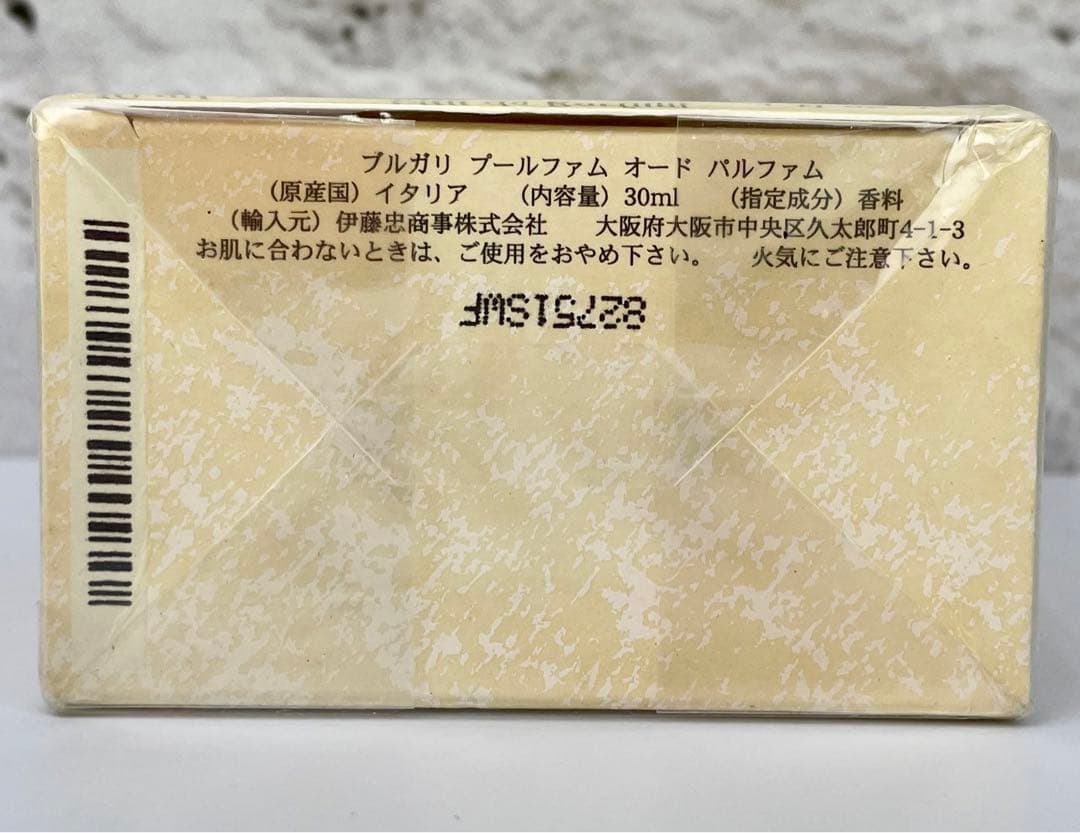 ブルガリ プールファム オード パルファム
(原産国) イタリア (内容量) 30ml (指定成分) 香料
(輸入元) 伊藤忠商事株式会社 大阪府大阪市中央区久太郎町4-1-3
お肌に合わないときは、ご使用をおやめ下さい。 火気にご注意下さい。